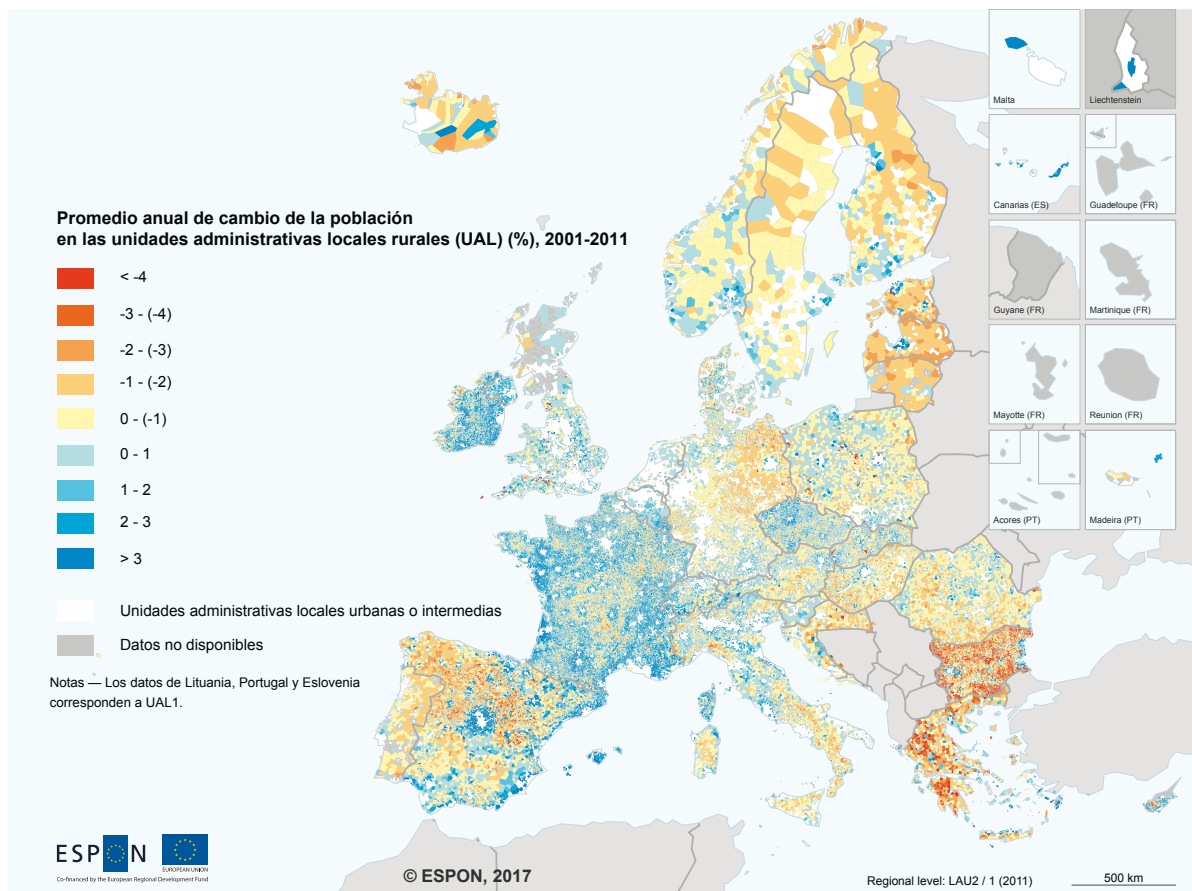 Malta
Liechtenstein
Canarias (ES)
Guadeloupe (FR)
Guyane (FR)
Martinique (FR)
Mayotte (FR)
Reunion (FR)
Acores (PT)
Madeira (PT)
Promedio anual de cambio de la población
en las unidades administrativas locales rurales (UAL) (%), 2001-2011
< -4
-3 - (-4)
-2 - (-3)
-1 - (-2)
0 - (-1)
0 - 1
1 - 2
2 - 3
> 3
Unidades administrativas locales urbanas o intermedias
Datos no disponibles
Notas — Los datos de Lituania, Portugal y Eslovenia
corresponden a UAL1.
ESPON
EUROPEAN UNION
Co-financed by the European Regional Development Fund
© ESPON, 2017
Regional level: LAU2 / 1 (2011)
500 km